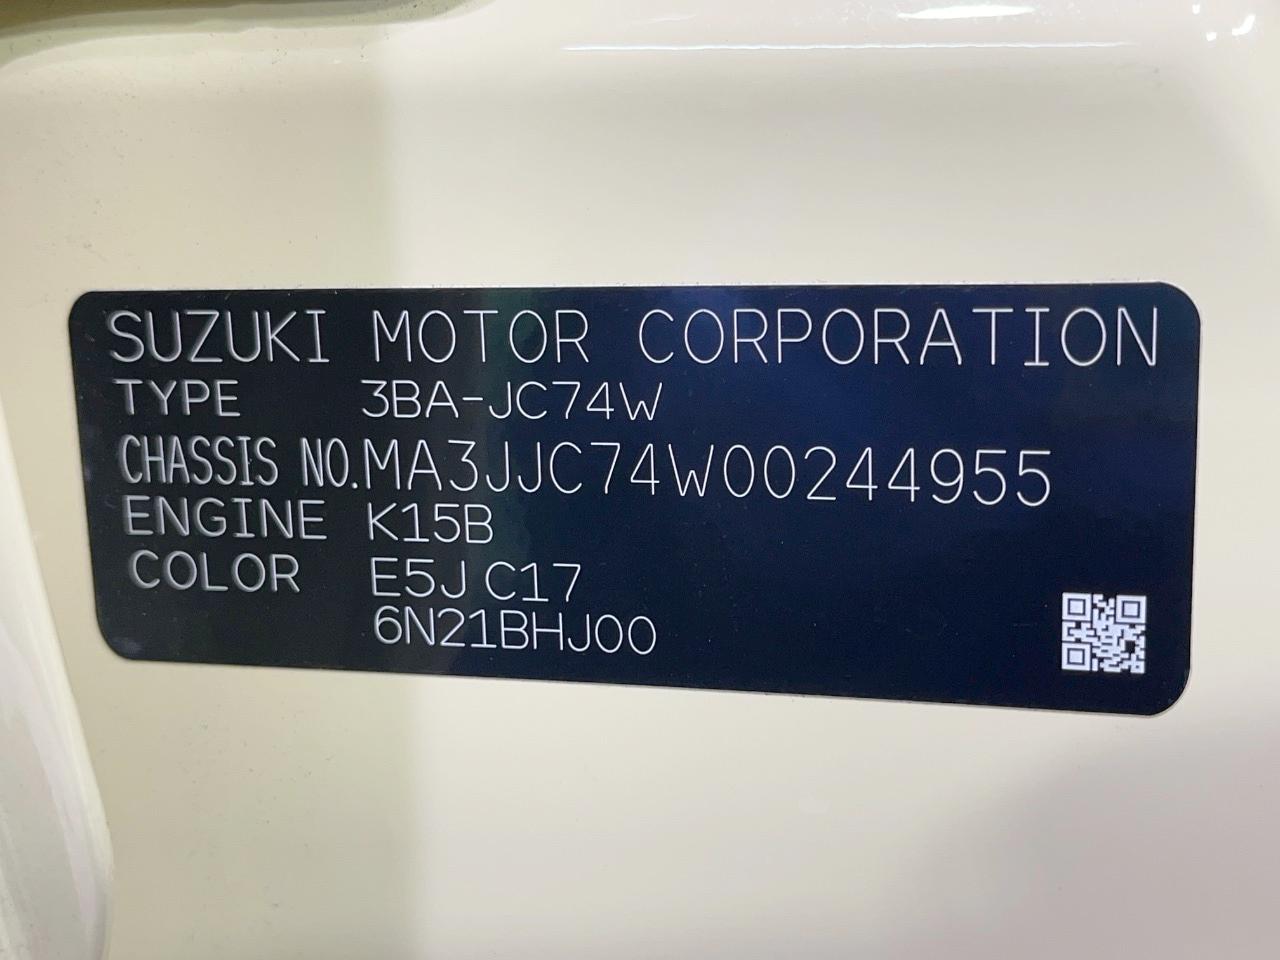 SUZUKI MOTOR CORPORATION
TYPE 3BA-JC74W
CHASSIS NO. MA3JJC74W00244955
ENGINE K15B
COLOR E5J C17
6N21BHJ00